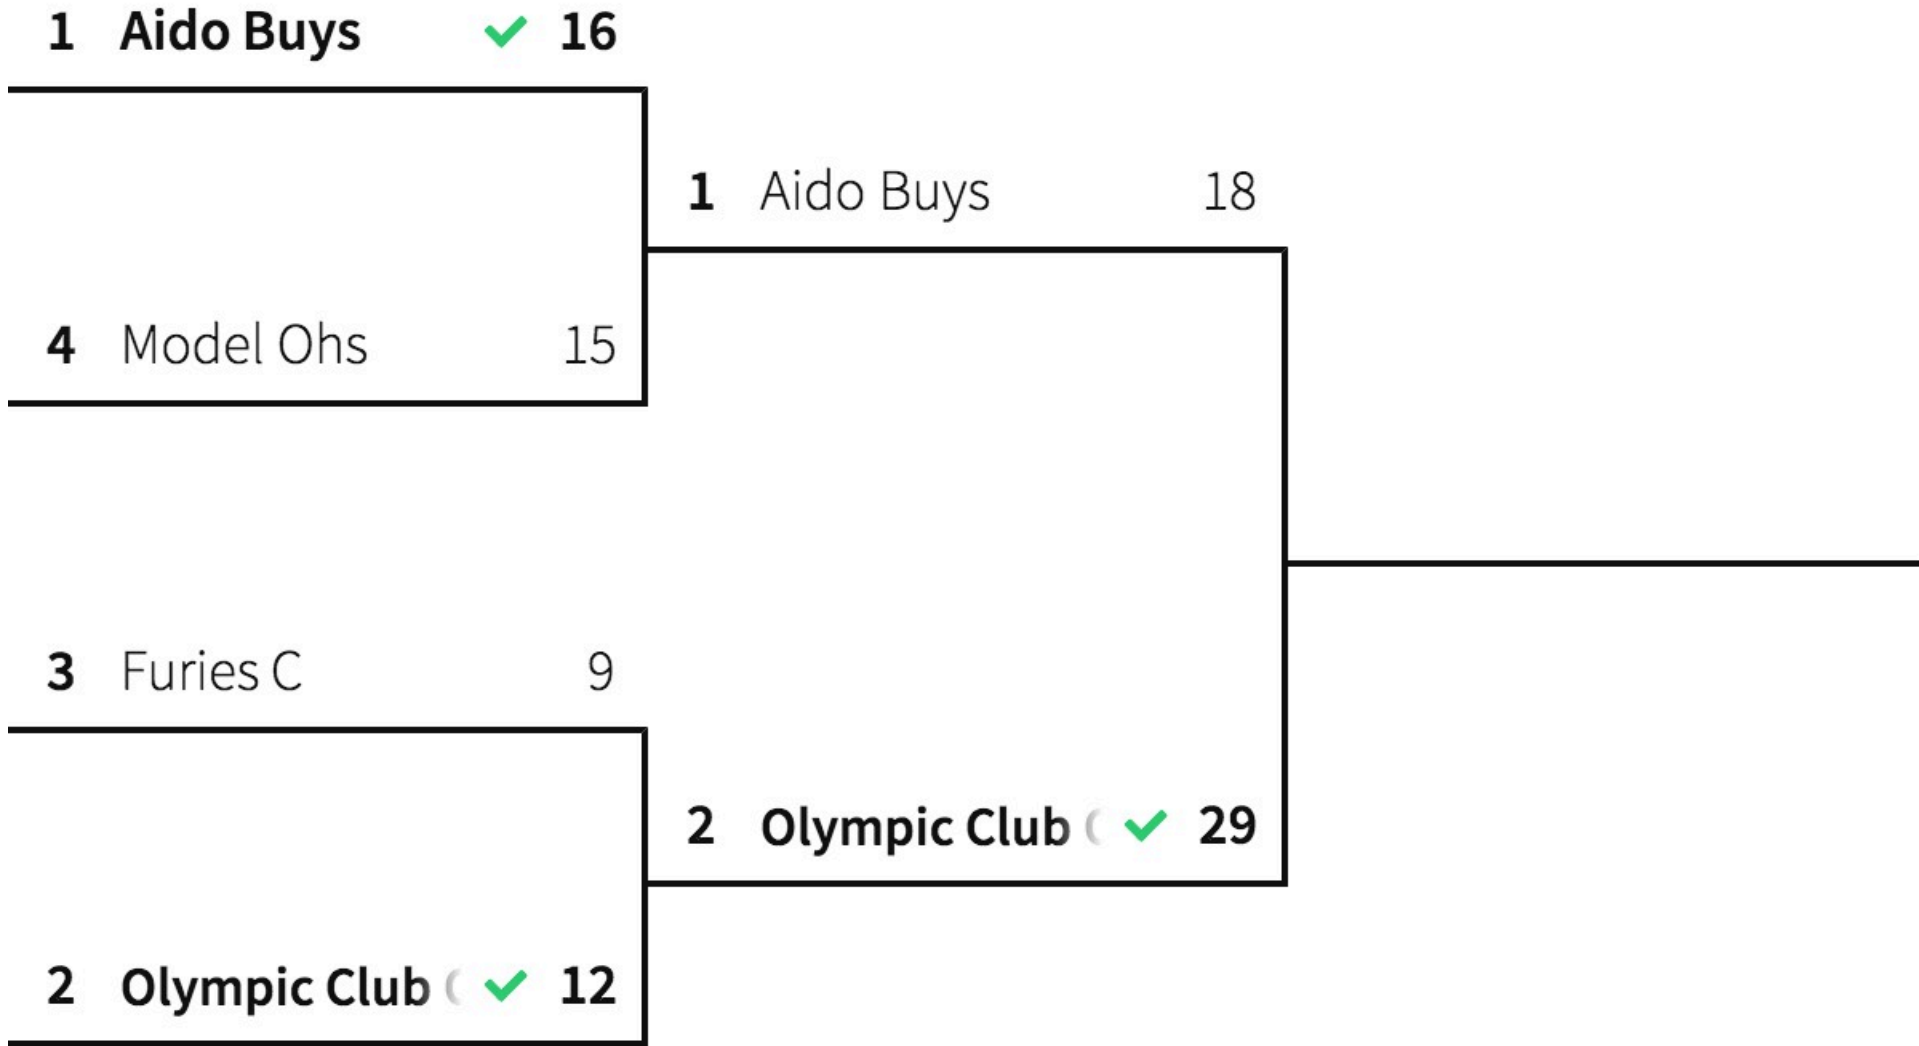 1 Aido Buys 16
1 Aido Buys 18
4 Model Ohs 15
3 Furies C 9
2 Olympic Club 29
2 Olympic Club 12